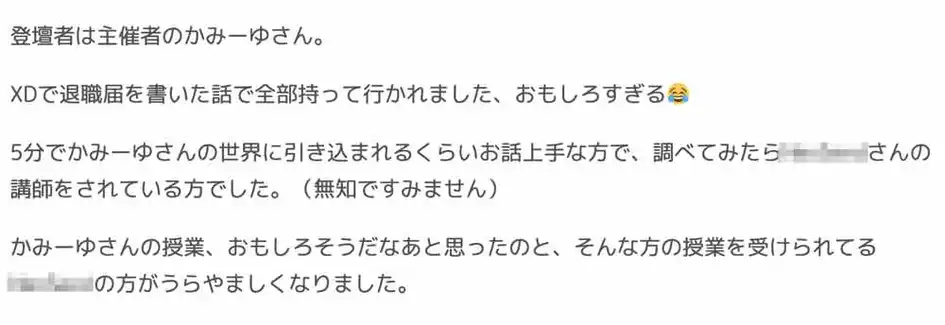 登壇者は主催者のかみーゆさん。
XDで退職届を書いた話で全部持って行かれました、おもしろすぎる😂
5分でかみーゆさんの世界に引き込まれるくらいお話上手な方で、調べてみたらさんの
講師をされている方でした。（無知ですみません）
かみーゆさんの授業、おもしろそうだなあと思ったのと、そんな方の授業を受けられてる
の方がうらやましくなりました。